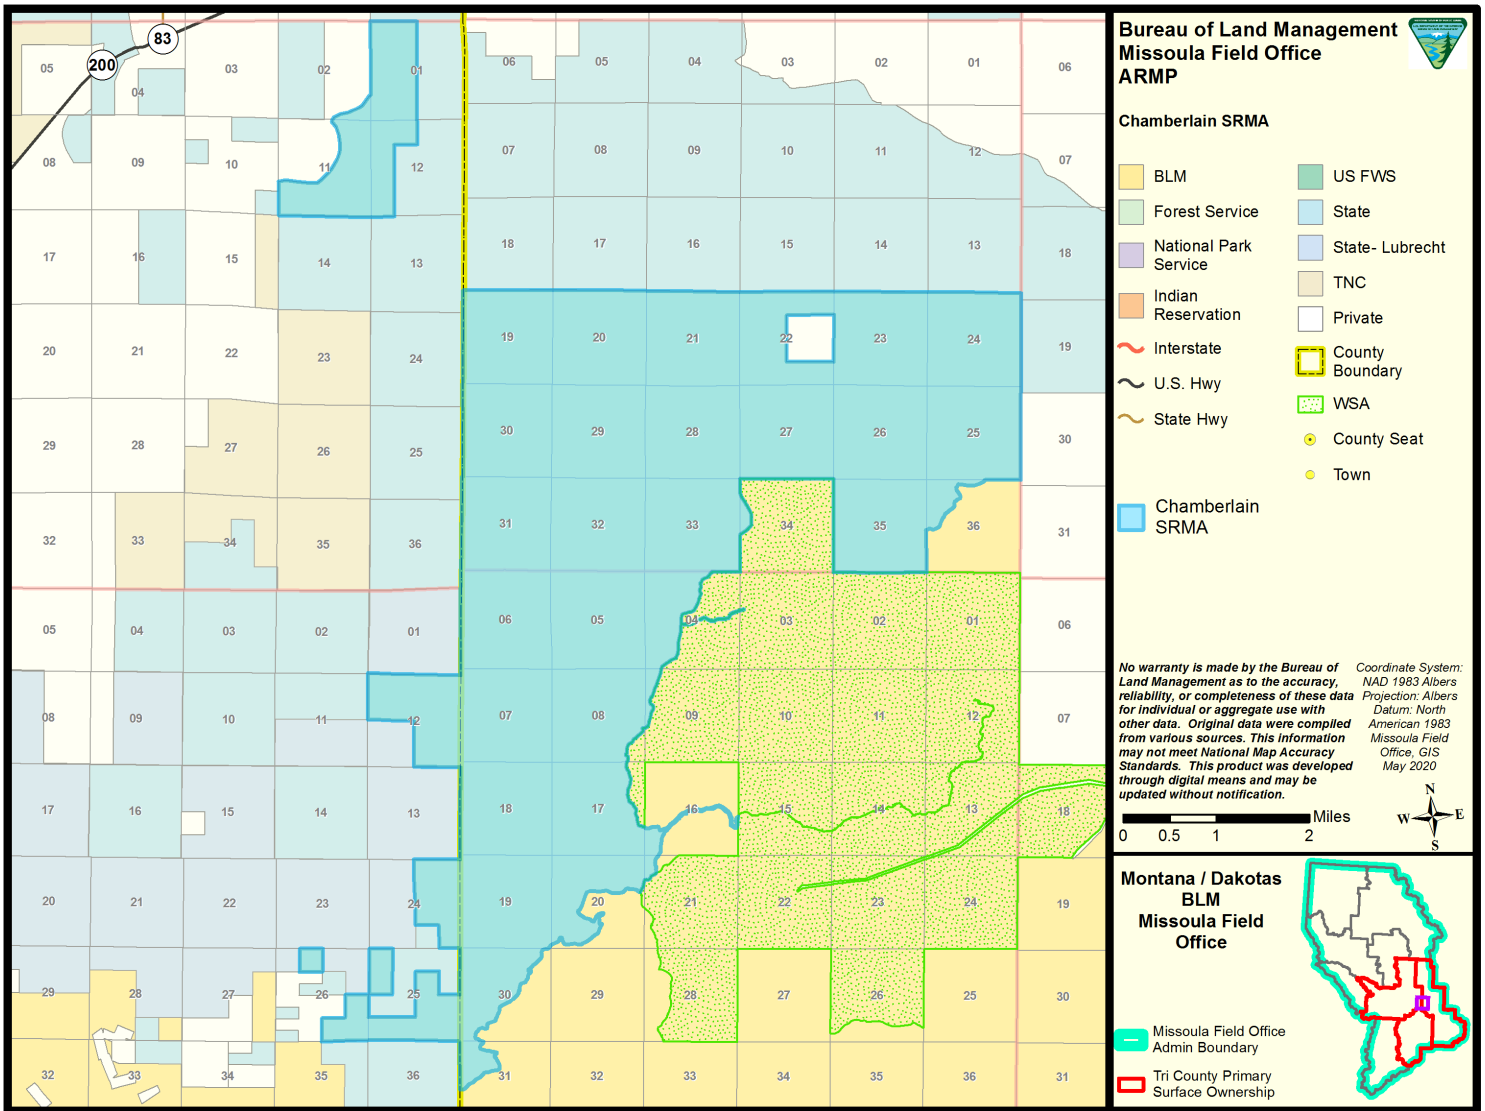 83
200
05
04
03
02
01
06
05
04
03
02
01
06
08
09
10
11
12
07
08
09
10
11
12
07
17
16
15
14
13
18
17
16
15
14
13
18
20
21
22
23
24
19
20
21
22
23
24
19
29
28
27
26
25
30
29
28
27
26
25
30
32
33
34
35
36
31
32
33
34
35
36
31
05
04
03
02
01
06
05
04
03
02
01
06
08
09
10
11
12
07
08
09
10
11
12
07
17
16
15
14
13
18
17
16
15
14
13
18
20
21
22
23
24
19
20
21
22
23
24
19
29
28
27
26
25
30
29
28
27
26
25
30
32
33
34
35
36
31
32
33
34
35
36
31
Bureau of Land Management
Missoula Field Office
ARMP
Chamberlain SRMA
BLM
Forest Service
National Park
Service
Indian
Reservation
Interstate
U.S. Hwy
State Hwy
US FWS
State
State- Lubrecht
TNC
Private
County
Boundary
WSA
County Seat
Town
Chamberlain
SRMA
No warranty is made by the Bureau of
Land Management as to the accuracy,
reliability, or completeness of these data
for individual or aggregate use with
other data. Original data were compiled
from various sources. This information
may not meet National Map Accuracy
Standards. This product was developed
through digital means and may be
updated without notification.
Coordinate System:
NAD 1983 Albers
Projection: Albers
Datum: North
American 1983
Missoula Field
Office, GIS
May 2020
N
W
E
S
Miles
0
0.5
1
2
Montana / Dakotas
BLM
Missoula Field
Office
Missoula Field Office
Admin Boundary
Tri County Primary
Surface Ownership